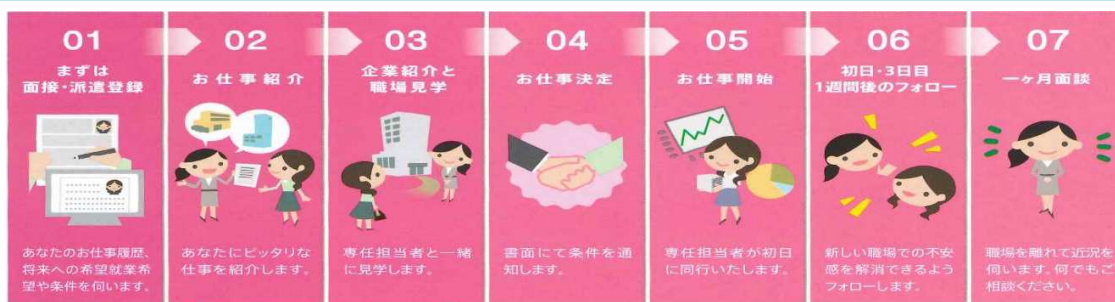 01
まずは
面接・派遣登録
あなたのお仕事履歴、
将来への希望就業希
望や条件を伺います。
02
お仕事紹介
あなたにピッタリな
仕事を紹介します。
03
企業紹介と
職場見学
専任担当者と一緒
に見学します。
04
お仕事決定
書面にて条件を通
知します。
05
お仕事開始
専任担当者が初日
に同行いたします。
06
初日・3日目
1週間後のフォロー
新しい職場での不安
感を解消できるよう
フォローします。
07
一ヶ月面談
職場を離れて近況を
伺います。何でもご
相談ください。